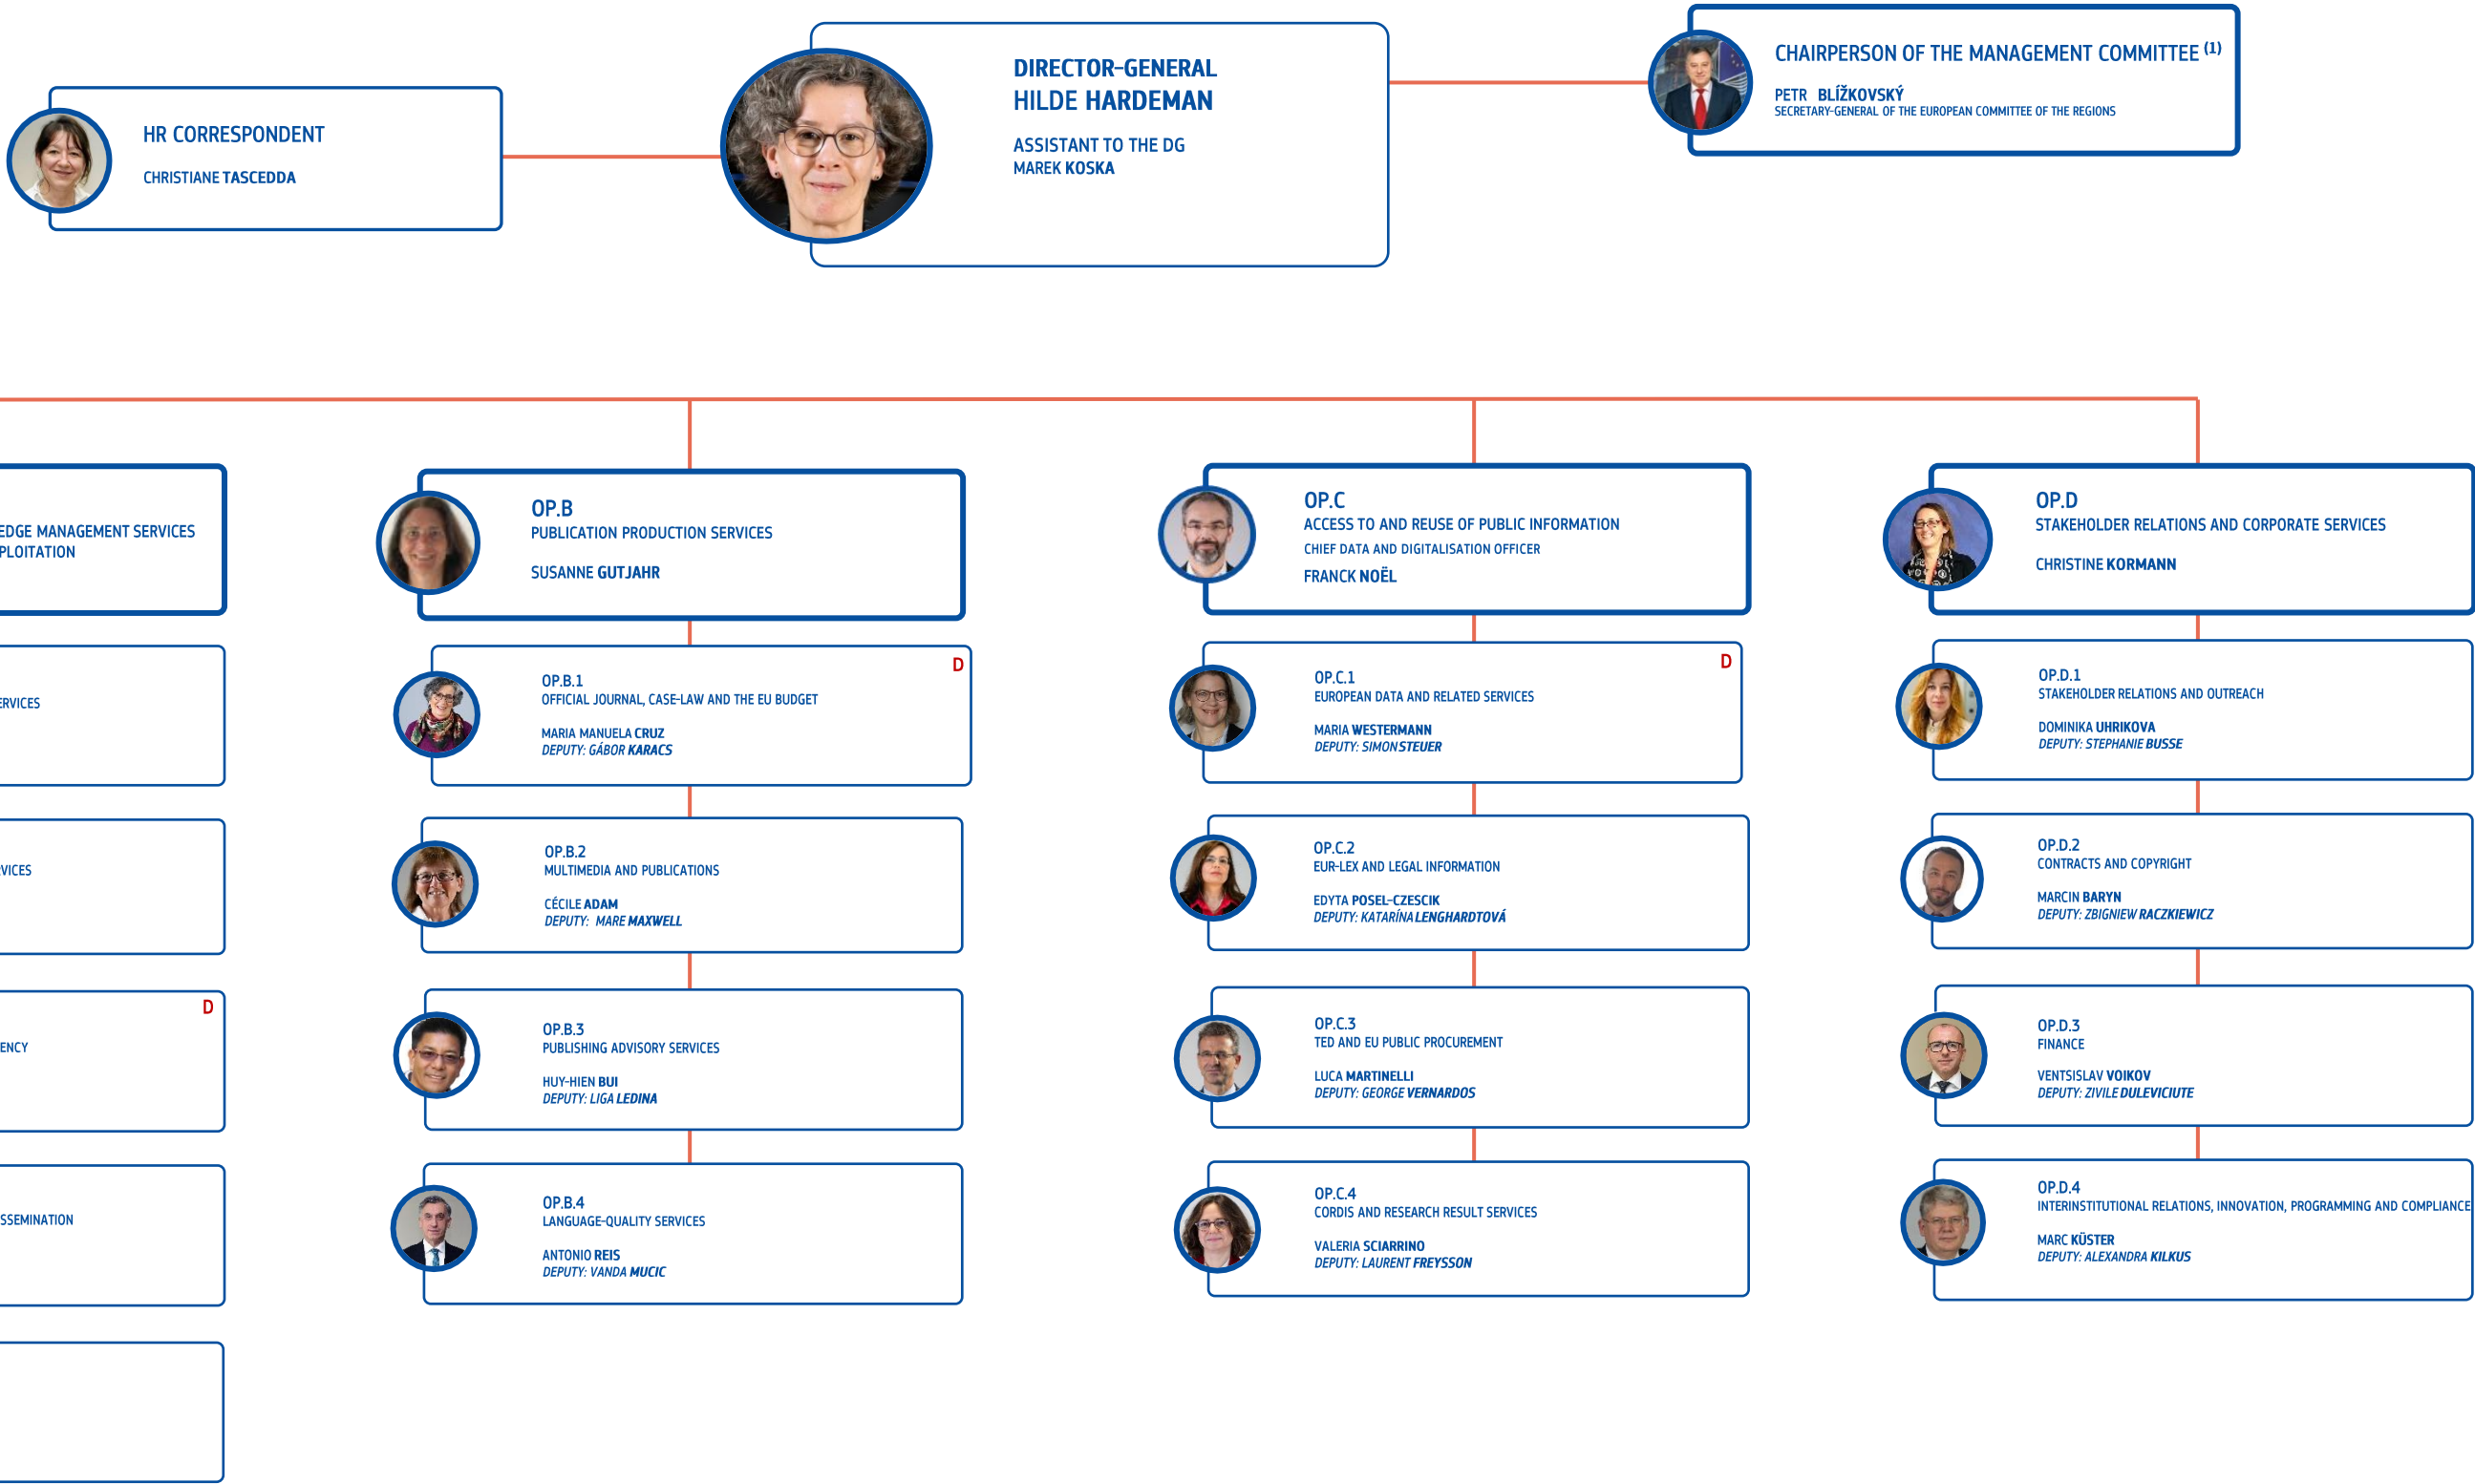 HR CORRESPONDENT
CHRISTIANE TASCEDDA
DIRECTOR-GENERAL
HILDE HARDEMAN
ASSISTANT TO THE DG
MAREK KOSKA
CHAIRPERSON OF THE MANAGEMENT COMMITTEE (1)
PETR BLÍŽKOVSKÝ
SECRETARY-GENERAL OF THE EUROPEAN COMMITTEE OF THE REGIONS
MANAGEMENT SERVICES
D
OP.B
PUBLICATION PRODUCTION SERVICES
SUSANNE GUTJAHR
D
OP.B.1
OFFICIAL JOURNAL, CASE-LAW AND THE EU BUDGET
MARIA MANUELA CRUZ
DEPUTY: GÁBOR KARACS
OP.B.2
MULTIMEDIA AND PUBLICATIONS
CÉCILE ADAM
DEPUTY: MARE MAXWELL
OP.B.3
PUBLISHING ADVISORY SERVICES
HUY-HIEN BUI
DEPUTY: LIGA LEDINA
OP.B.4
LANGUAGE-QUALITY SERVICES
ANTONIO REIS
DEPUTY: VANDA MUCIC
OP.C
ACCESS TO AND REUSE OF PUBLIC INFORMATION
CHIEF DATA AND DIGITALISATION OFFICER
FRANCK NOËL
D
OP.C.1
EUROPEAN DATA AND RELATED SERVICES
MARIA WESTERMANN
DEPUTY: SIMON STEUER
OP.C.2
EUR-LEX AND LEGAL INFORMATION
EDYTA POSEL-CZESCIK
DEPUTY: KATARÍNA LENGHARDTOVÁ
OP.C.3
TED AND EU PUBLIC PROCUREMENT
LUCA MARTINELLI
DEPUTY: GEORGE VERNARDOS
OP.C.4
CORDIS AND RESEARCH RESULT SERVICES
VALERIA SCIARRINO
DEPUTY: LAURENT FREYSSON
OP.D
STAKEHOLDER RELATIONS AND CORPORATE SERVICES
CHRISTINE KORMANN
OP.D.1
STAKEHOLDER RELATIONS AND OUTREACH
DOMINIKA UHRIKOVA
DEPUTY: STEPHANIE BUSSE
OP.D.2
CONTRACTS AND COPYRIGHT
MARCIN BARYN
DEPUTY: ZBIGNIEW RACZKIEWICZ
OP.D.3
FINANCE
VENTSISLAV VOIKOV
DEPUTY: ZIVILE DULEVICIUTE
OP.D.4
INTERINSTITUTIONAL RELATIONS, INNOVATION, PROGRAMMING AND COMPLIANCE
MARC KÜSTER
DEPUTY: ALEXANDRA KILKUS